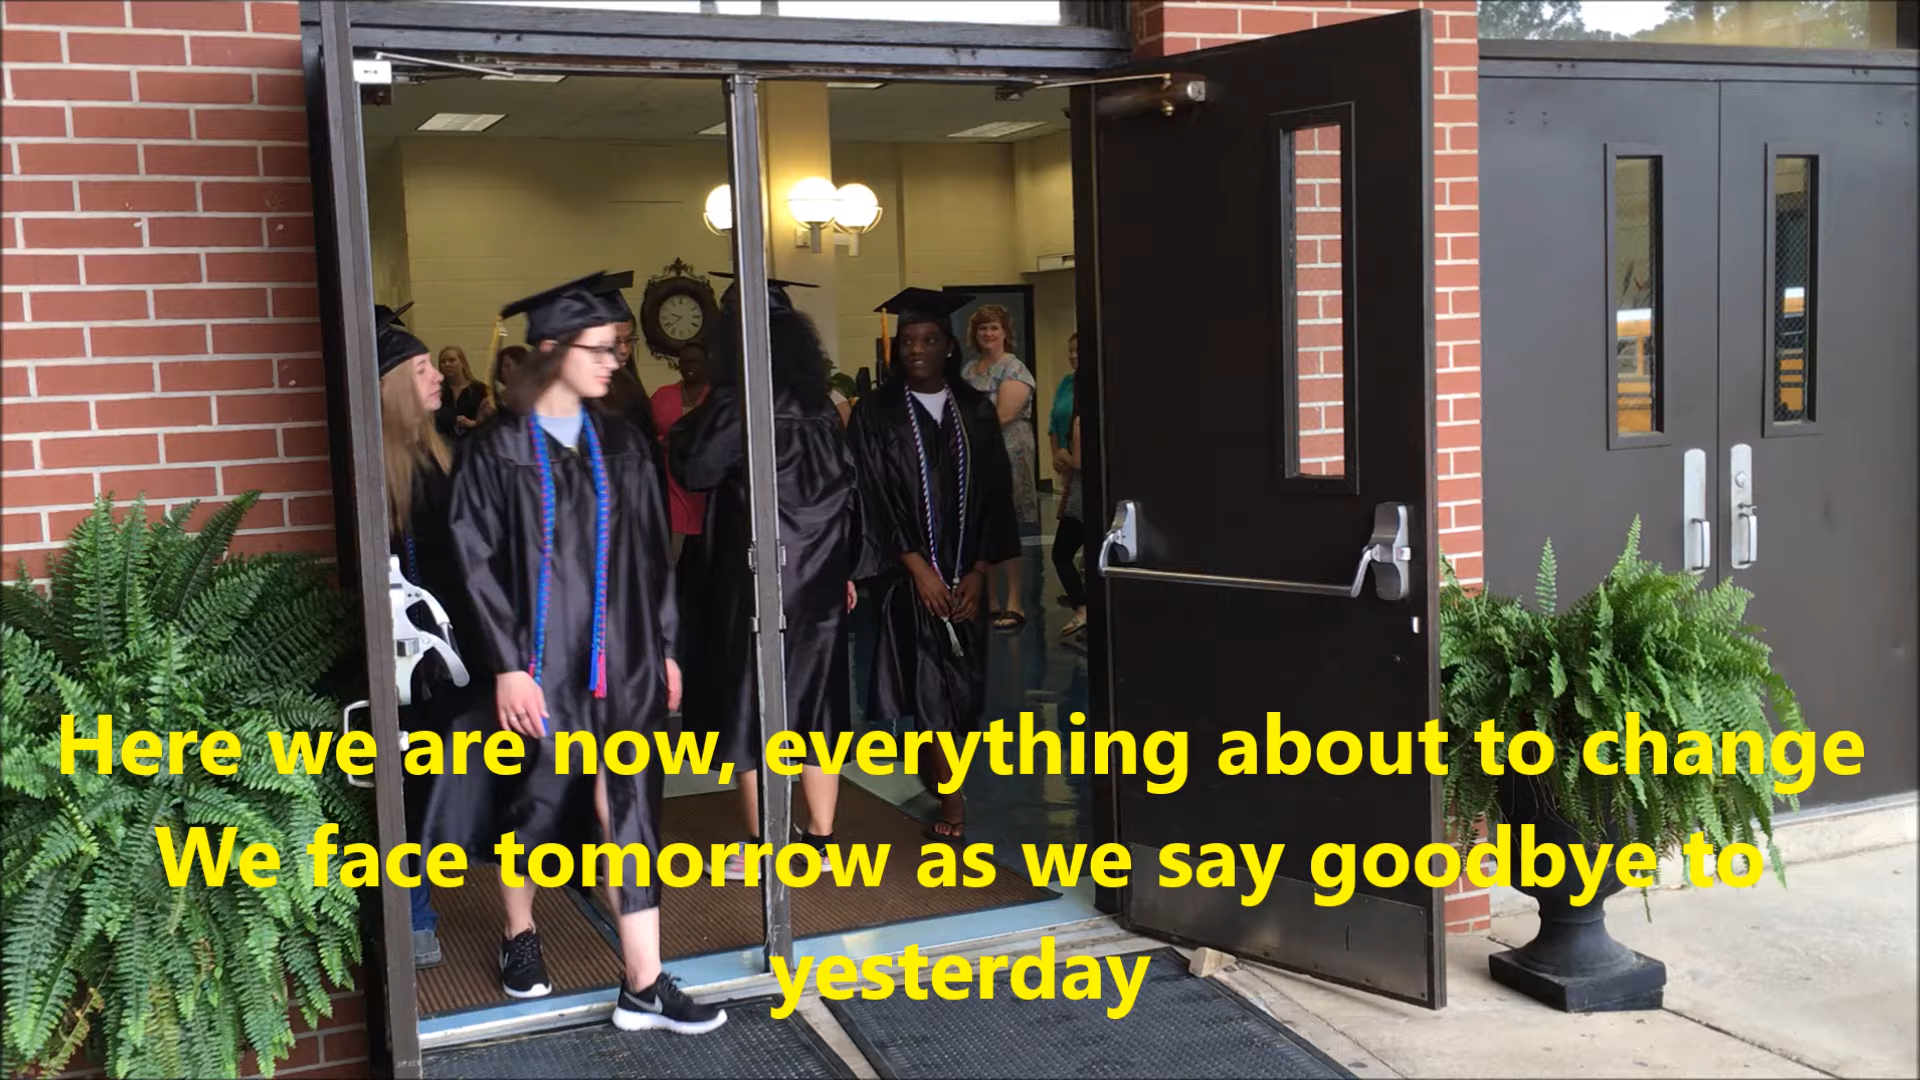 Here we are now, everything about to change
We face tomorrow as we say goodbye to
yesterday